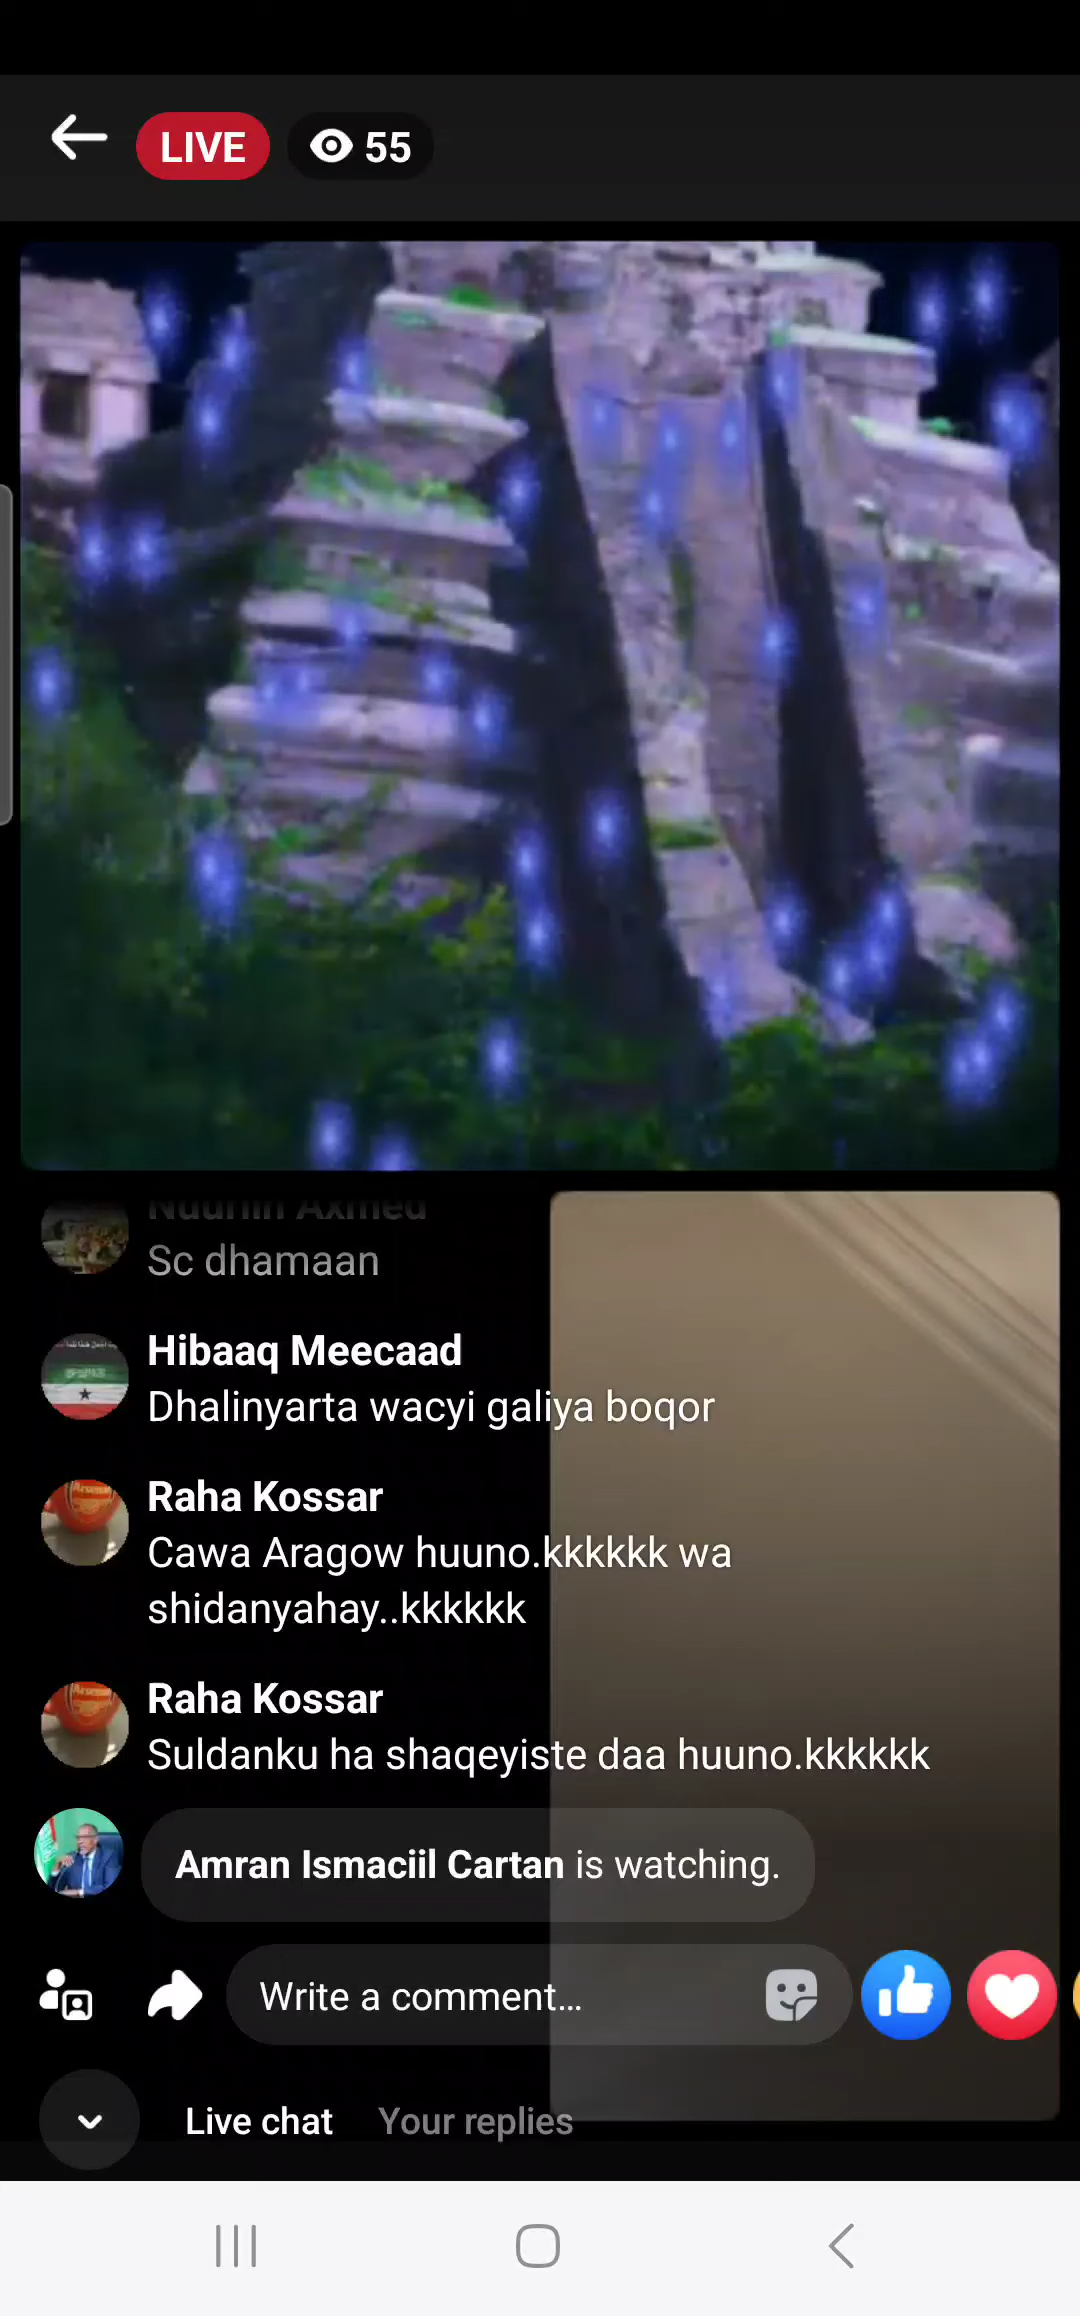 LIVE
55
Nuurin Axmed
Sc dhamaan
Hibaaq Meecaad
Dhalinyarta wacyi galiya boqor
Raha Kossar
Cawa Aragow huuno.kkkkkk wa
shidanyahay..kkkkkk
Raha Kossar
Suldanku ha shaqeyiste daa huuno.kkkkkk
Amran Ismaciil Cartan is watching.
Write a comment...
Live chat
Your replies